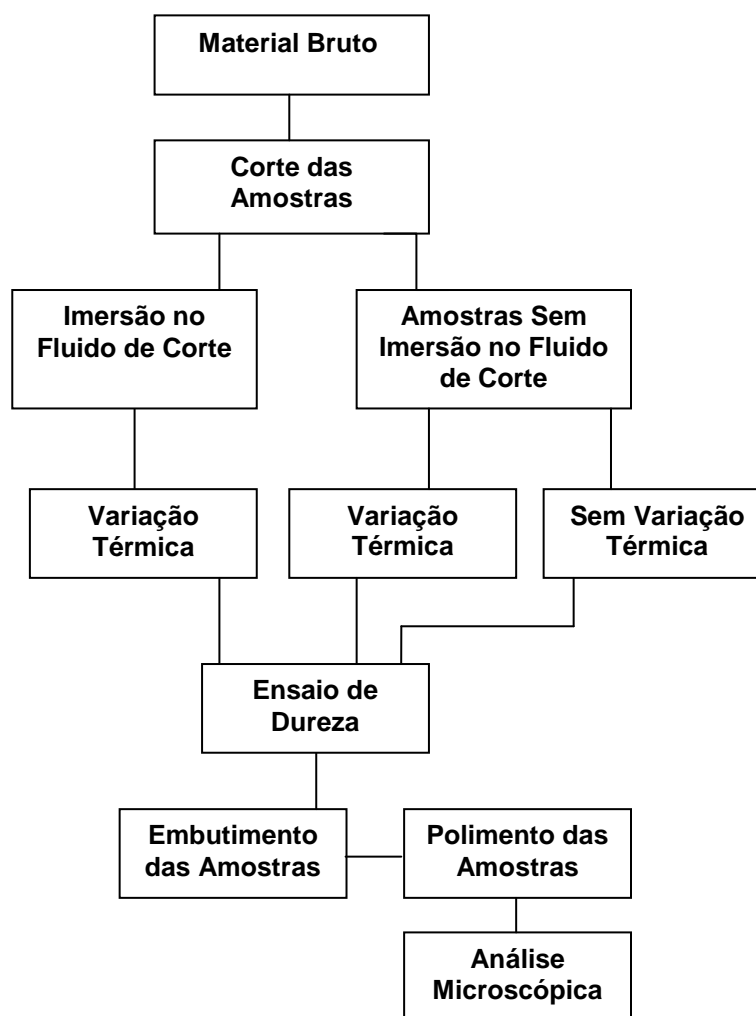 Material Bruto
Corte das
Amostras
Imersão no
Fluido de Corte
Amostras Sem
Imersão no Fluido
de Corte
Variação
Térmica
Variação
Térmica
Sem Variação
Térmica
Ensaio de
Dureza
Embutimento
das Amostras
Polimento das
Amostras
Análise
Microscópica